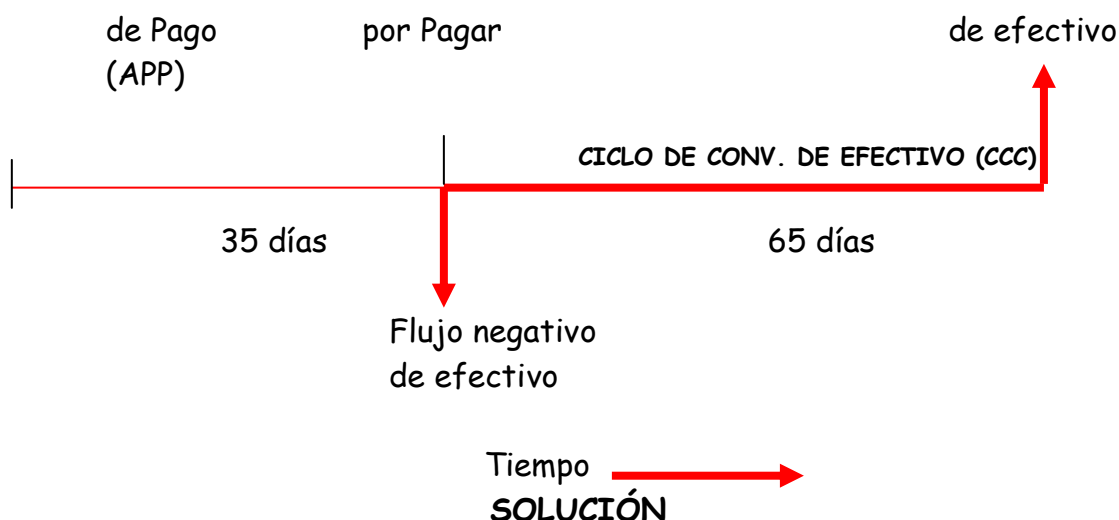 de Pago por Pagar de efectivo
(APP)
CICLO DE CONV. DE EFECTIVO (CCC)
35 días 65 días
Flujo negativo
de efectivo
Tiempo
SOLUCIÓN